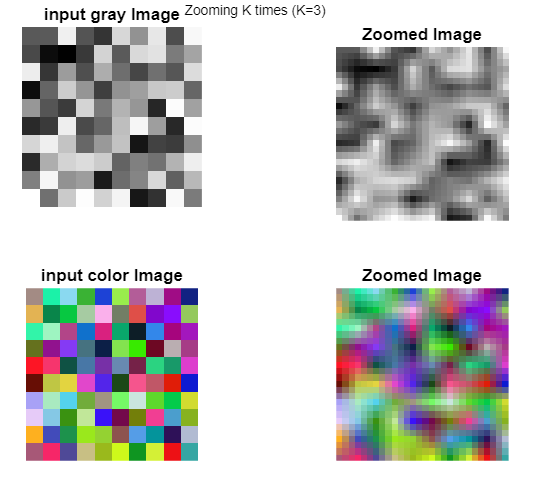 Zooming K times (K=3)
input gray Image
Zoomed Image
input color Image
Zoomed Image